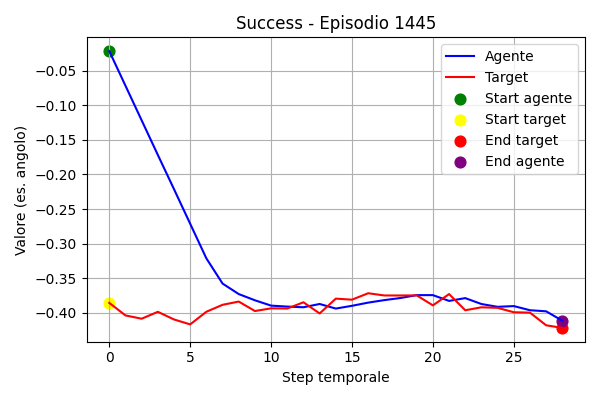 Success - Episodio 1445
Valore (es. angolo)
−0.05
−0.10
−0.15
−0.20
−0.25
−0.30
−0.35
−0.40
Agente
Target
Start agente
Start target
End target
End agente
0 5 10 15 20 25
Step temporale